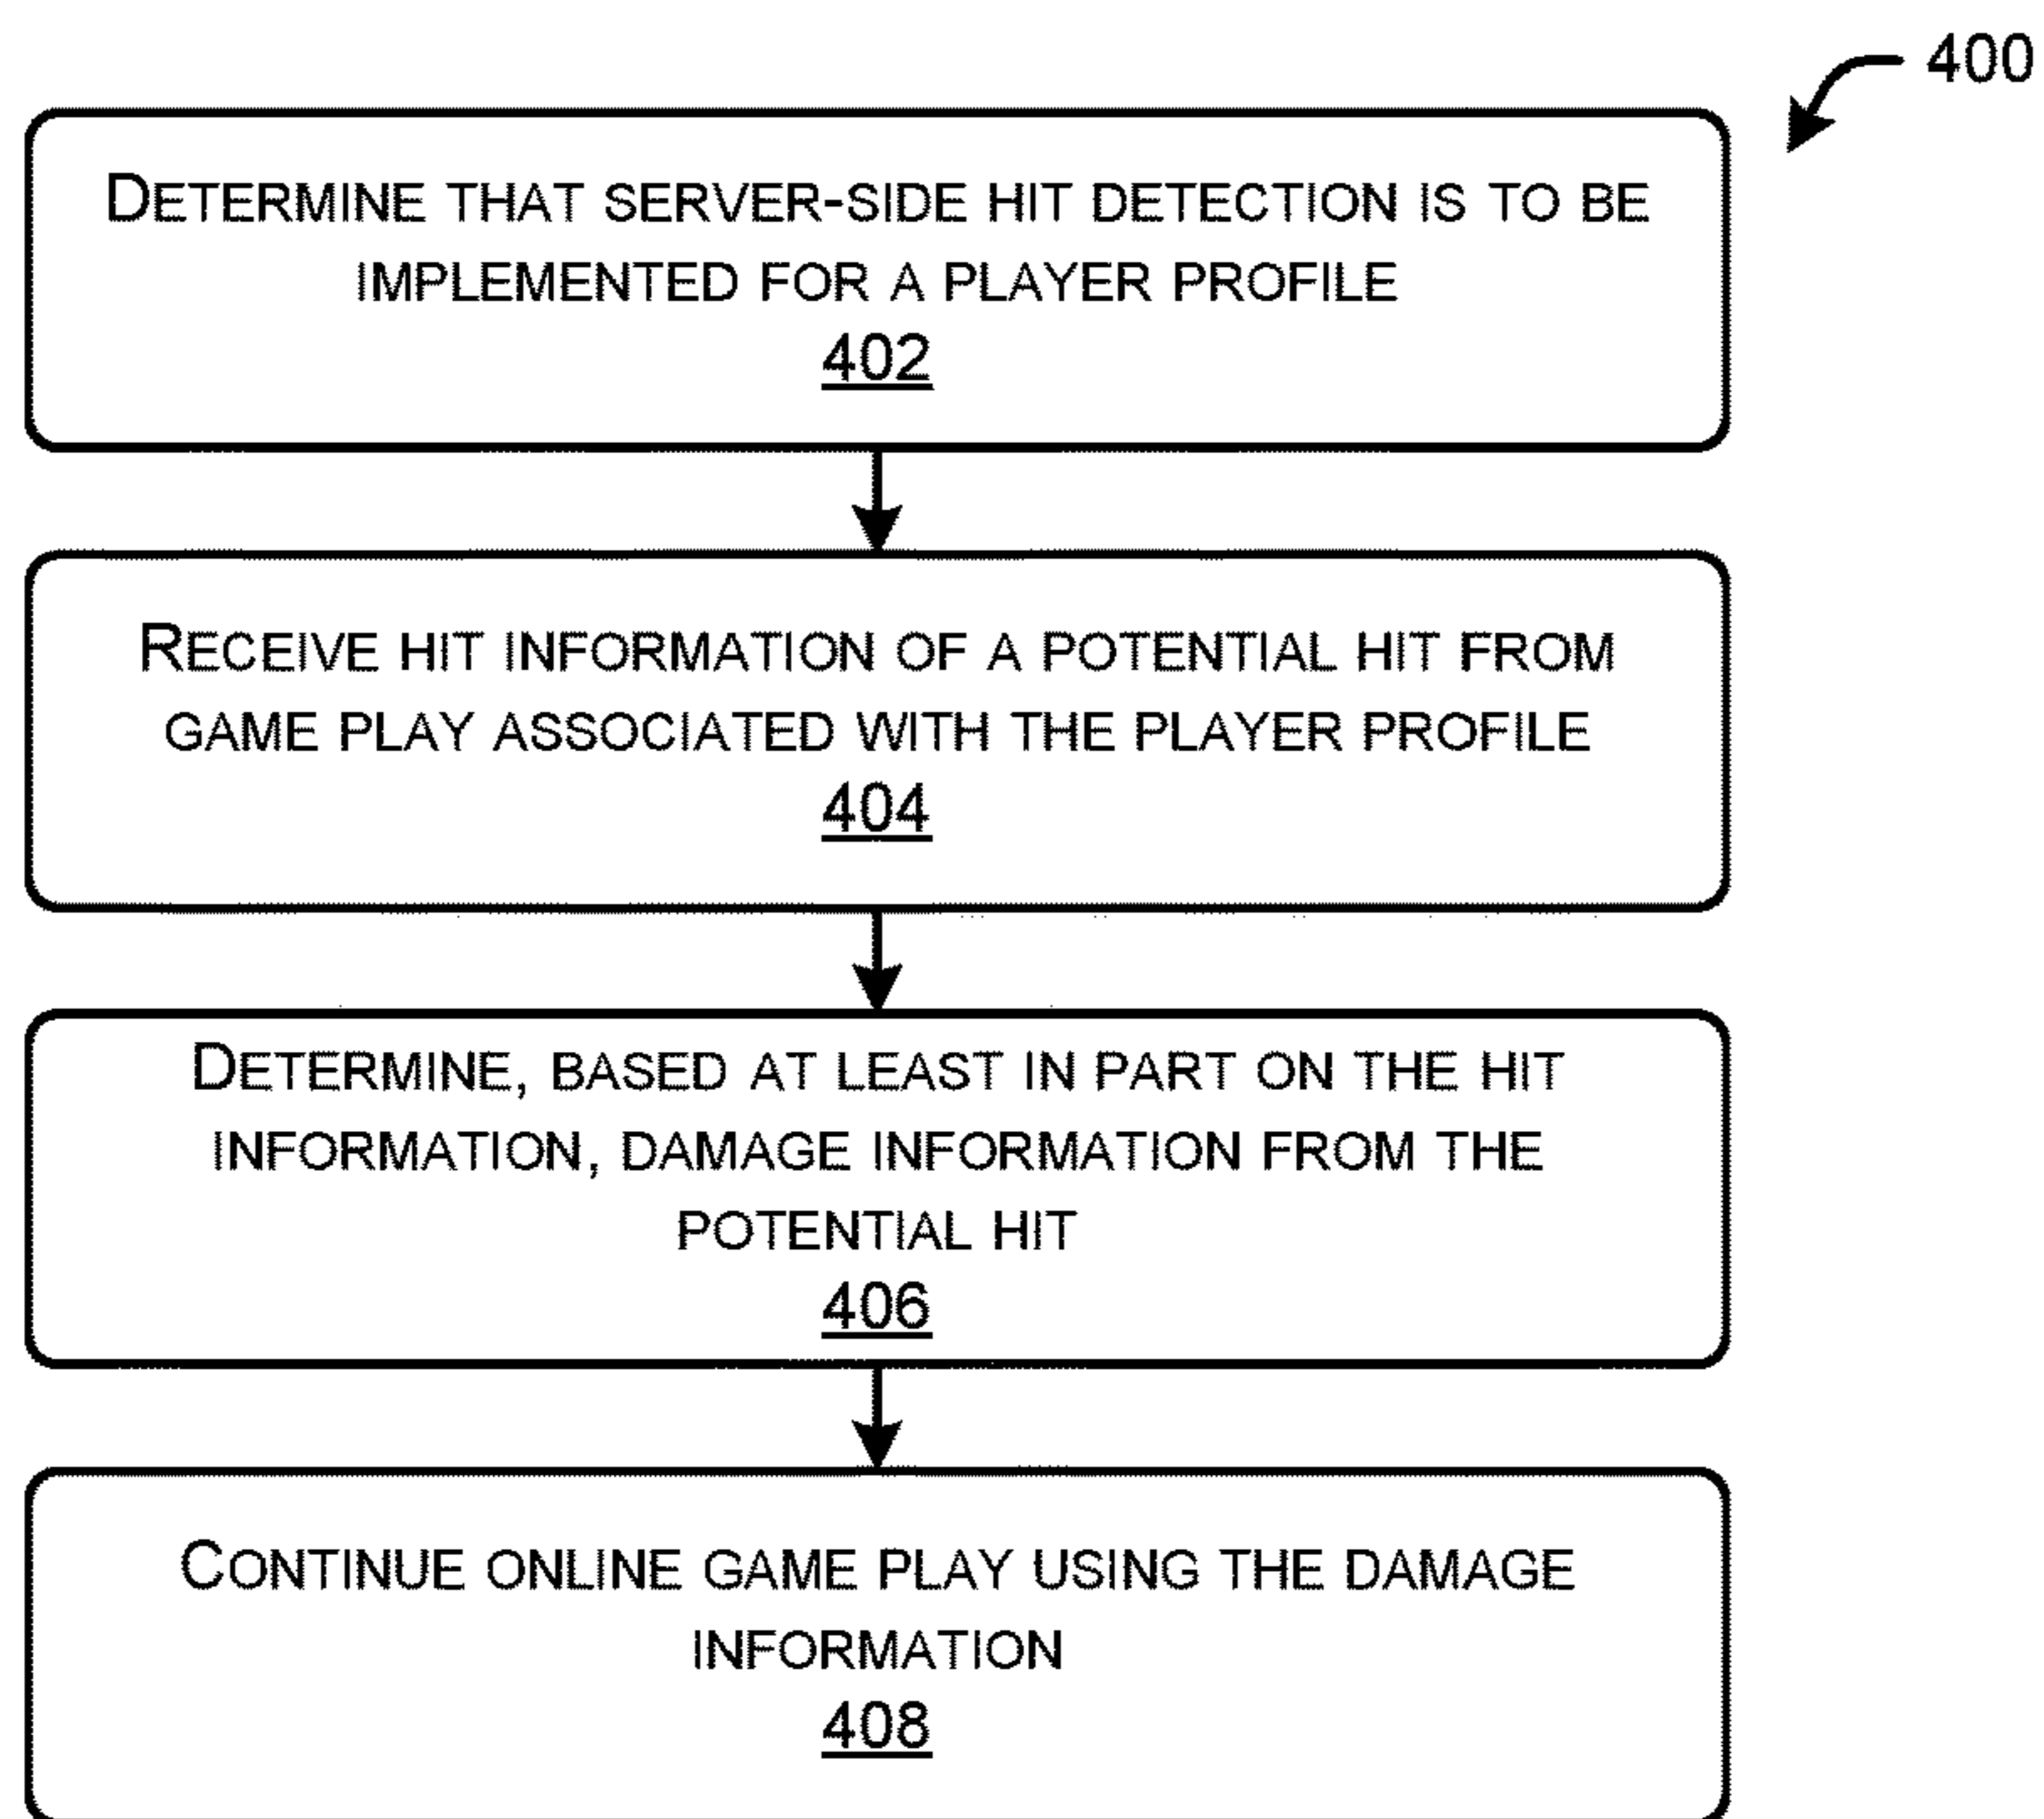 400
DETERMINE THAT SERVER-SIDE HIT DETECTION IS TO BE
IMPLEMENTED FOR A PLAYER PROFILE
402
RECEIVE HIT INFORMATION OF A POTENTIAL HIT FROM
GAME PLAY ASSOCIATED WITH THE PLAYER PROFILE
404
DETERMINE, BASED AT LEAST IN PART ON THE HIT
INFORMATION, DAMAGE INFORMATION FROM THE
POTENTIAL HIT
406
CONTINUE ONLINE GAME PLAY USING THE DAMAGE
INFORMATION
408